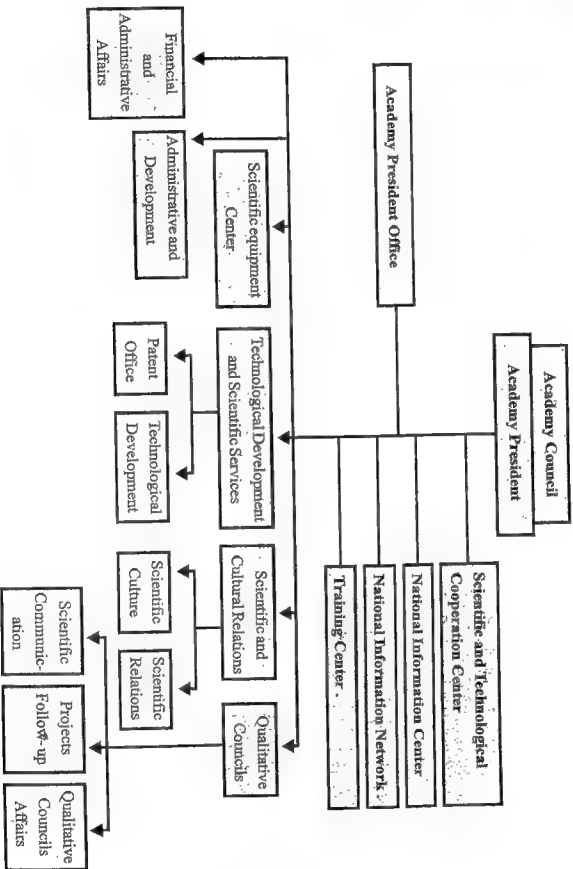 Academy Council
Academy President
Academy President Office
Scientific and Technological
Cooperation Center
National Information Center
National Information Network
Training Center
Financial
and
Administrative
Affairs
Administrative and
Development
Scientific equipment
Center
Technological Development
and Scientific Services
Scientific and
Cultural Relations
Qualitative
Councils
Patent
Office
Technological
Development
Scientific
Culture
Scientific
Relations
Scientific
Communic-
ation
Projects
Follow-up
Qualitative
Councils
Affairs